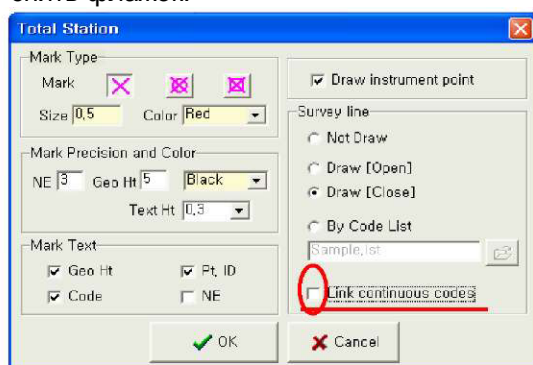 Total Station
Mark Type
Mark
Size 0,5 Color Red
Mark Precision and Color
NE 3 Geo Ht 5 Black
Text Ht 0,3
Mark Text
Geo Ht Pt, ID
Code NE
Draw instrument point
Survey line
Not Draw
Draw [Open]
Draw [Close]
By Code List
Sample,lst
Link continuous codes
OK Cancel